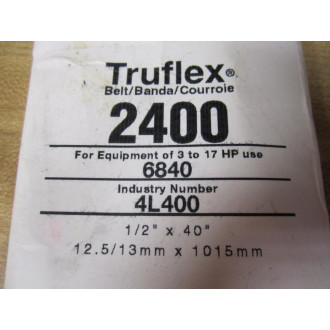 Truflex®
Belt/Banda/Courroie
2400
For Equipment of 3 to 17 HP use
6840
Industry Number
4L400
1/2" x 40"
12.5/13mm x 1015mm